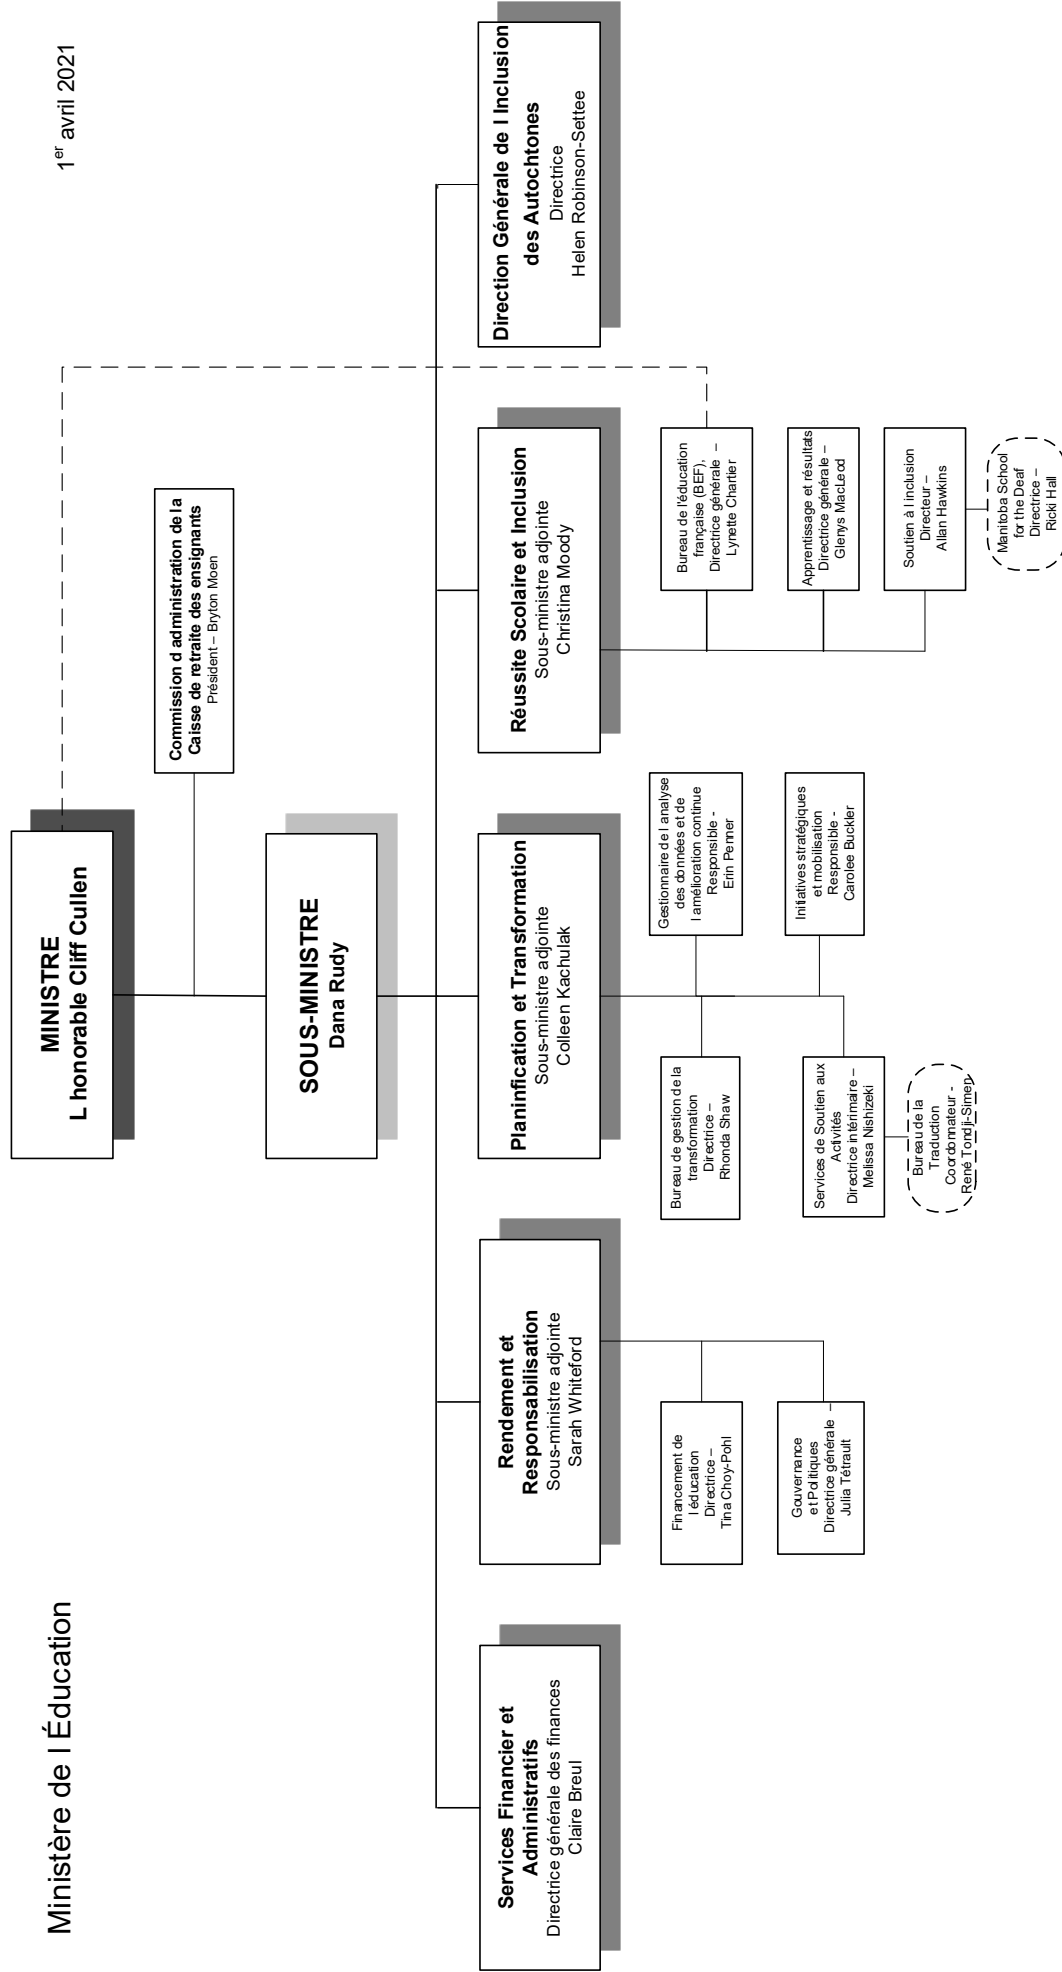 Ministère de l Éducation
1er avril 2021
MINISTRE
L honorable Cliff Cullen
Commission d administration de la
Caisse de retraite des ensignants
Président – Bryton Moen
SOUS-MINISTRE
Dana Rudy
Services Financier et
Administratifs
Directrice générale des finances
Claire Breul
Rendement et
Responsabilisation
Sous-ministre adjointe
Sarah Whiteford
Financement de
l éducation
Directrice –
Tina Choy-Pohl
Gouvernance
et Politiques
Directrice générale –
Julia Tétrault
Planinfication et Transformation
Sous-ministre adjointe
Colleen Kachulak
Bureau de gestion de la
transformation
Directrice –
Rhonda Shaw
Gestionnaire de l analyse
des données et de
l amélioration continue
Responsible -
Erin Penner
Services de Soutien aux
Activités
Directrice intérimaire –
Melissa Nishizeki
Initiatives stratégiques
et mobilisation
Responsible -
Carolee Buckler
Bureau de la
Traduction
Coordonnateur -
René Tondji-Simen
Réussite Scolaire et Inclusion
Sous-ministre adjointe
Christina Moody
Bureau de l'éducation
française (BEF),
Directrice générale –
Lynette Chartier
Apprentissage et résultats
Directrice générale –
Glenys MacLeod
Soutien à l inclusion
Directeur –
Allan Hawkins
Manitoba School
for the Deaf
Directrice –
Ricki Hall
Direction Générale de l Inclusion
des Autochtones
Directrice
Helen Robinson-Settee